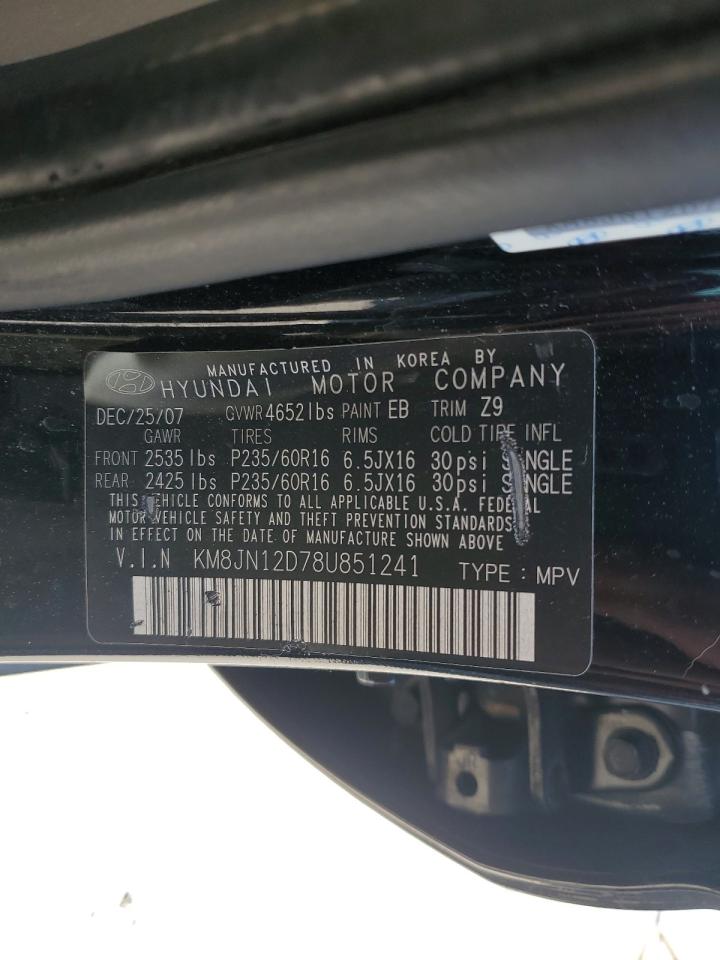 MANUFACTURED IN KOREA BY
HYUNDAI MOTOR COMPANY
DEC/25/07 GVWR 4652lbs PAINT EB TRIM Z9
GAWR TIRES RIMS COLD TIRE INFL
FRONT 2535 lbs P235/60R16 6.5JX16 30psi SINGLE
REAR 2425 lbs P235/60R16 6.5JX16 30psi SINGLE
THIS VEHICLE CONFORMS TO ALL APPLICABLE U.S.A. FEDERAL
MOTOR VEHICLE SAFETY AND THEFT PREVENTION STANDARDS
IN EFFECT ON THE DATE OF MANUFACTURE SHOWN ABOVE
V.I.N KM8JN12D78U851241 TYPE : MPV